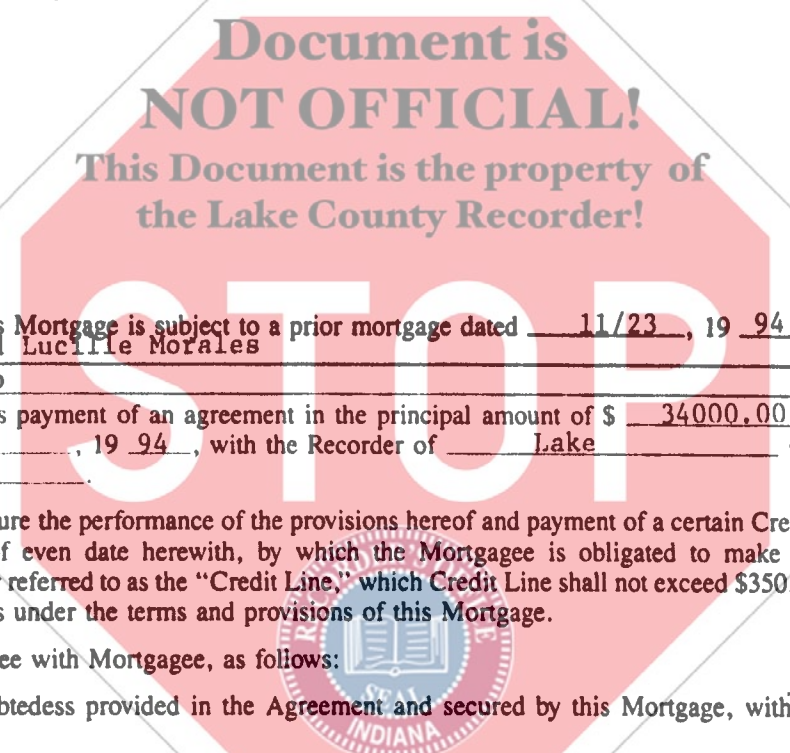 Document is
NOT OFFICIAL!
This Document is the property of
the Lake County Recorder!
STOP
s Mortgage is subject to a prior mortgage dated 11/23, 19 94
Lucille Morales
s payment of an agreement in the principal amount of $ 34000.00
, 19 94, with the Recorder of Lake
ure the performance of the provisions hereof and payment of a certain Cre
f even date herewith, by which the Mortgagee is obligated to make
r referred to as the "Credit Line," which Credit Line shall not exceed $350
s under the terms and provisions of this Mortgage.
ee with Mortgagee, as follows:
btedess provided in the Agreement and secured by this Mortgage, with
RECORDER'S OFFICE
SEAL
INDIANA